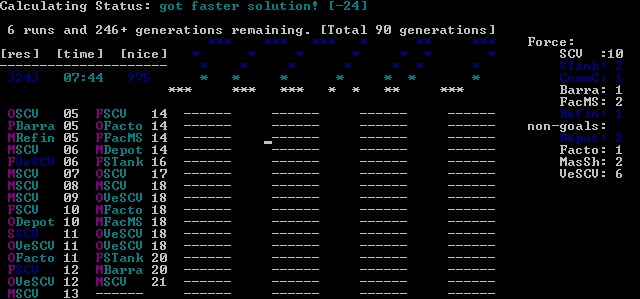 Calculating Status: got faster solution! [-24]
6 runs and 246+ generations remaining. [Total 90 generations]
[res] [time] [nice]
3243 07:44 975
OSCV 05 FSCV 14
PBarra 05 OFacto 14
MRefin 05 FFacMS 14
MSCV 06 MDepot 14
FVeSCV 06 FSTank 16
MSCV 07 OSCV 17
MSCV 08 MSCV 18
MSCV 09 OVeSCV 18
FSCV 10 MFacto 18
ODepot 10 MFacMS 18
SSCV 11 OVeSCV 18
OVeSCV 11 OVeSCV 18
OFacto 11 FSTank 20
FSCV 12 MBarra 20
OVeSCV 12 MSCV 21
MSCV 13 ------
Force:
SCV :10
STank: 2
CommC: 1
Barra: 1
FacMS: 2
Refin: 1
non-goals:
Depot: 2
Facto: 1
MasSh: 2
VeSCV: 6